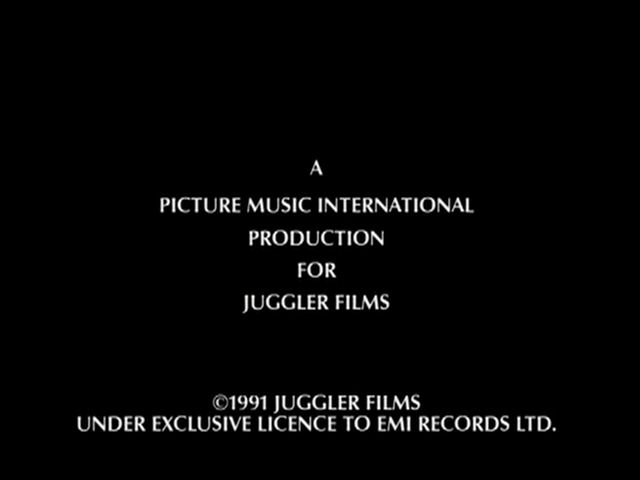 A
PICTURE MUSIC INTERNATIONAL
PRODUCTION
FOR
JUGGLER FILMS
©1991 JUGGLER FILMS
UNDER EXCLUSIVE LICENCE TO EMI RECORDS LTD.